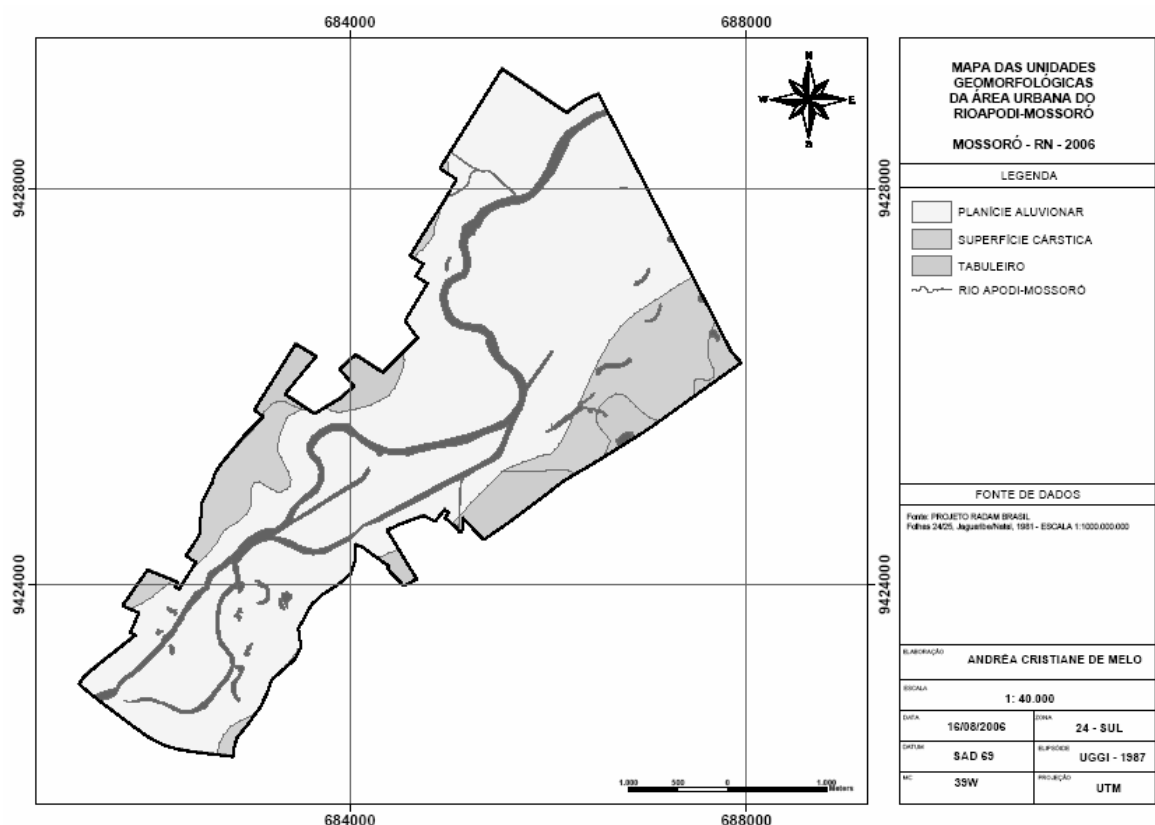 684000
688000
9428000
9428000
9424000
9424000
684000
688000
N
W
E
S
1.000
500
0
1.000
Meters
MAPA DAS UNIDADES
GEOMORFOLÓGICAS
DA ÁREA URBANA DO
RIOAPODI-MOSSORÓ
MOSSORÓ - RN - 2006
LEGENDA
PLANÍCIE ALUVIONAR
SUPERFÍCIE CÁRSTICA
TABULEIRO
RIO APODI-MOSSORÓ
FONTE DE DADOS
Fonte: PROJETO RADAM BRASIL
Folhas 24/25, Jaguaribe/Natal, 1981 - ESCALA 1:1000.000.000
ELABORAÇÃO
ANDRÉA CRISTIANE DE MELO
ESCALA
1: 40.000
DATA
16/08/2006
ZONA
24 - SUL
DATUM
SAD 69
ELIPSÓIDE
UGGI - 1987
MC
39W
PROJEÇÃO
UTM